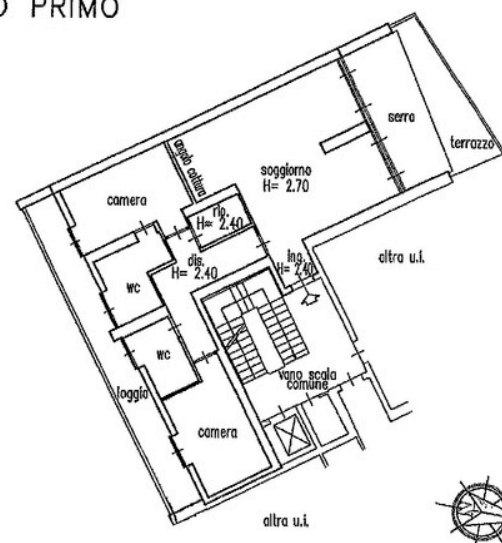 O PRIMO
serra
terrazzo
angolo cottura
soggiorno
H= 2.70
camera
rip.
H= 2.40
altra u.i.
dis.
H= 2.40
ing.
H= 2.40
wc
wc
vano scala
comune
loggia
camera
altra u.i.